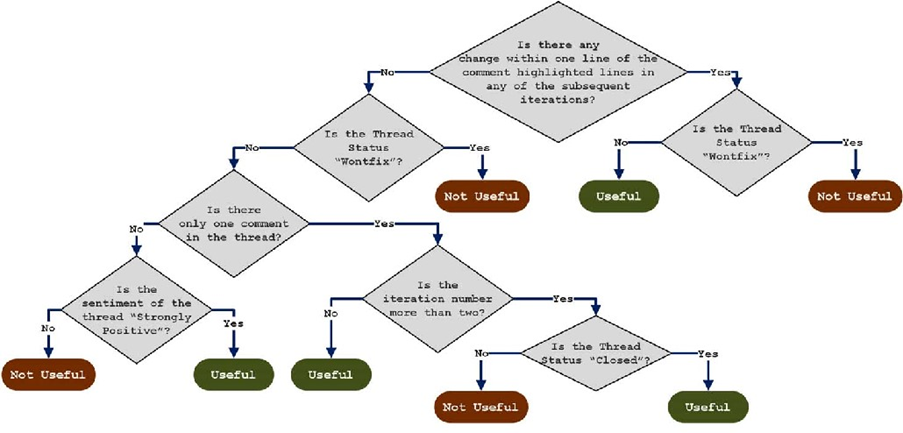 Is there any
change within one line of the
comment highlighted lines in
any of the subsequent
iterations?
No
Yes
Is the Thread
Status
“Wontfix”?
No
Yes
Not Useful
Is the Thread
Status
“Wontfix”?
No
Yes
Useful
Not Useful
Is there
only one comment
in the thread?
No
Yes
Is the
sentiment of the
thread “Strongly
Positive”?
No
Yes
Not Useful
Useful
Is the
iteration number
more than two?
No
Yes
Useful
Is the Thread
Status “Closed”?
No
Yes
Not Useful
Useful